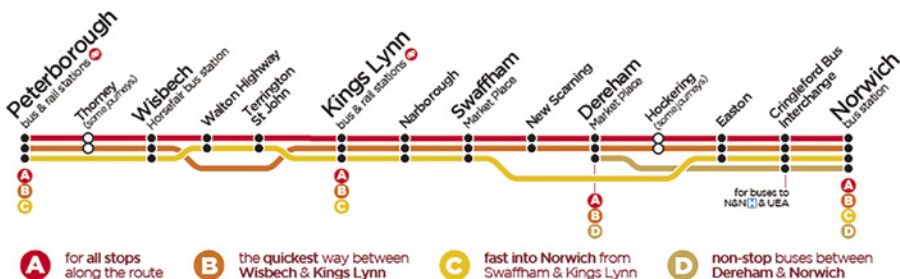 Peterborough
bus & rail stations
Thorney
(some journeys)
Wisbech
Horsefair bus station
Walton Highway
Terrington
St John
Kings Lynn
bus & rail stations
Narborough
Swaffham
Market Place
New Scarning
Dereham
Market Place
Hockering
(some journeys)
Easton
Cringleford Bus
Interchange
Norwich
bus station
A
B
C
A
B
C
A
B
D
for buses to
N&N H & UEA
A
B
C
D
A for all stops
along the route
B the quickest way between
Wisbech & Kings Lynn
C fast into Norwich from
Swaffham & Kings Lynn
D non-stop buses between
Dereham & Norwich